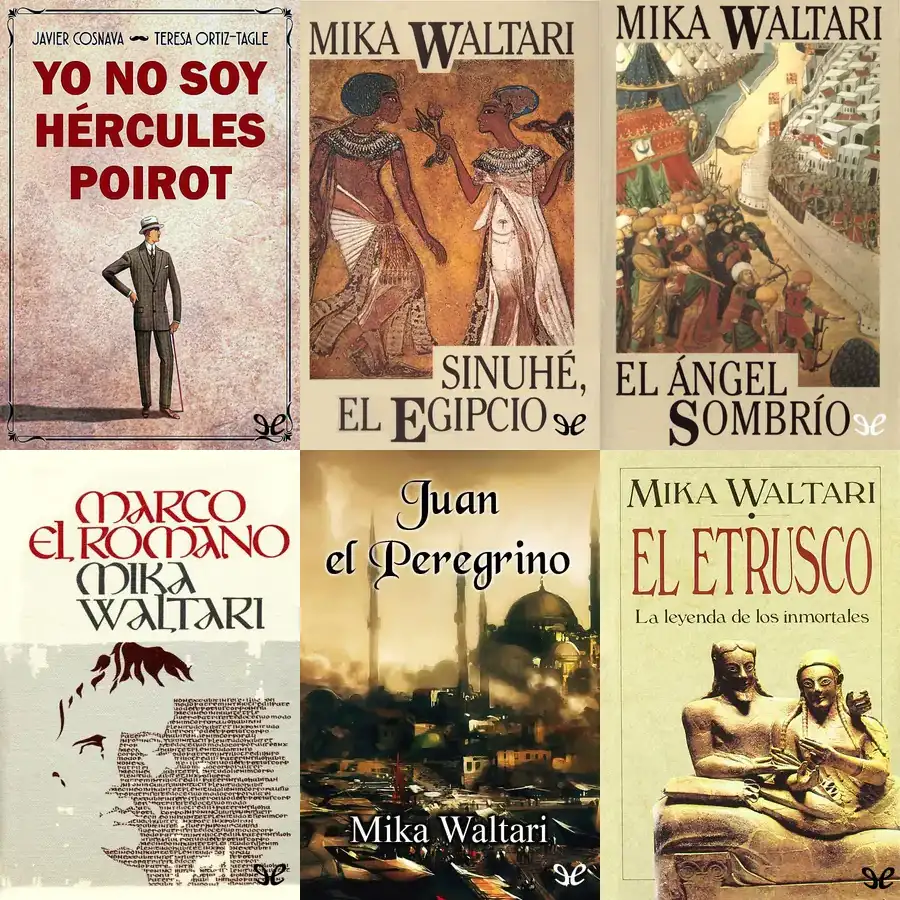 JAVIER COSNAVA TERESA ORTIZ-TAGLE
YO NO SOY
HÉRCULES
POIROT
MIKA WALTARI
SINUHÉ,
EL EGIPCIO
MIKA WALTARI
EL ÁNGEL
SOMBRÍO
MARCO
EL ROMANO
MIKA
WALTARI
Juan
el Peregrino
Mika Waltari
MIKA WALTARI
EL ETRUSCO
La leyenda de los inmortales